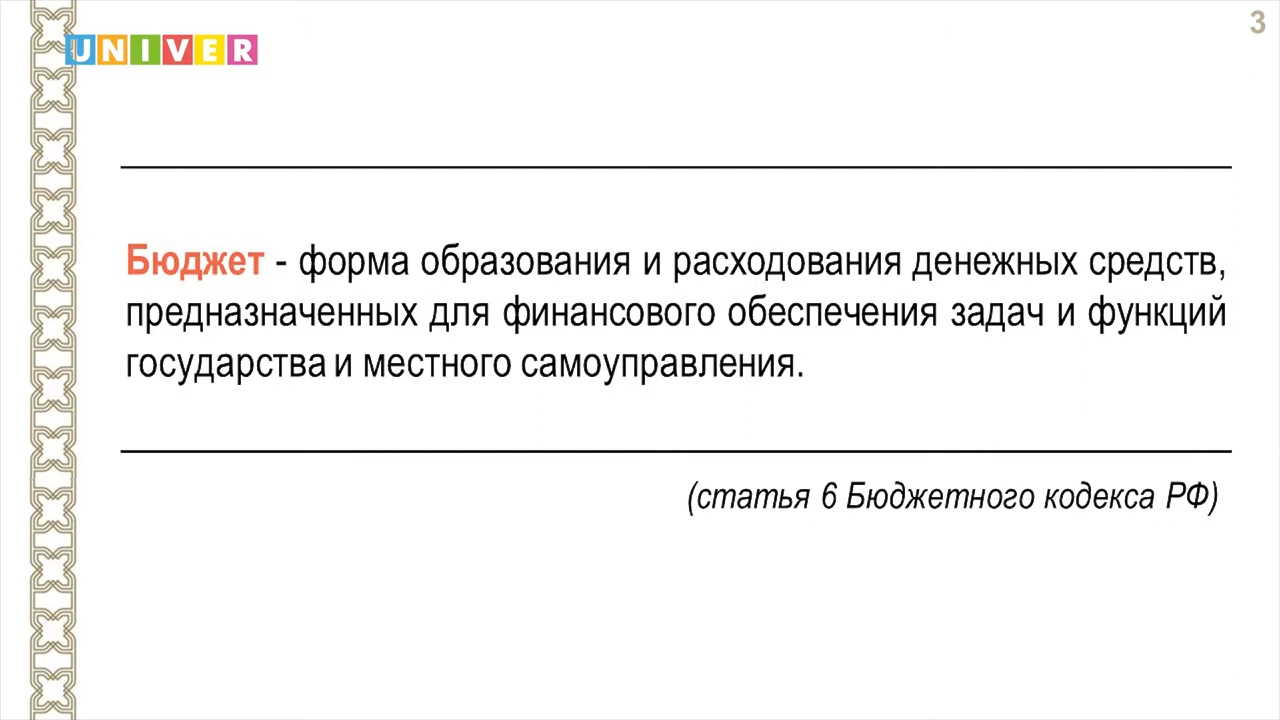 3
UNIVER
Бюджет - форма образования и расходования денежных средств,
предназначенных для финансового обеспечения задач и функций
государства и местного самоуправления.
(статья 6 Бюджетного кодекса РФ)